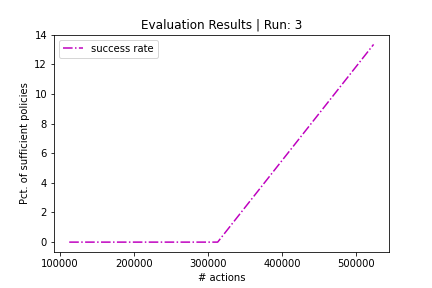 Evaluation Results | Run: 3
success rate
Pct. of sufficient policies
14
12
10
8
6
4
2
0
100000 200000 300000 400000 500000
# actions